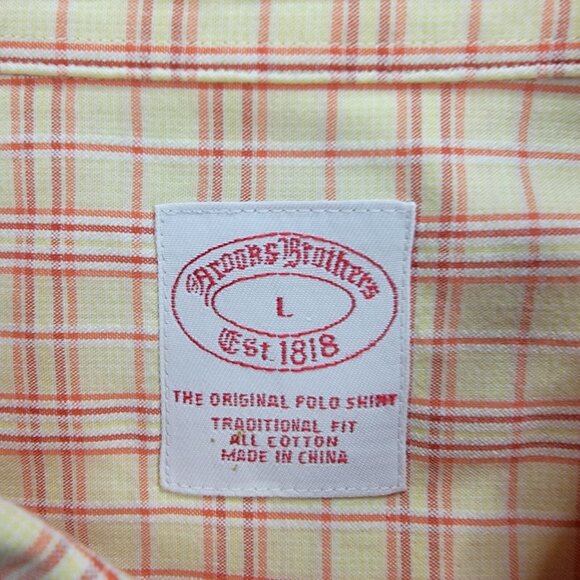 Brooks Brothers
L
Est. 1818
THE ORIGINAL POLO SHIRT
TRADITIONAL FIT
ALL COTTON
MADE IN CHINA